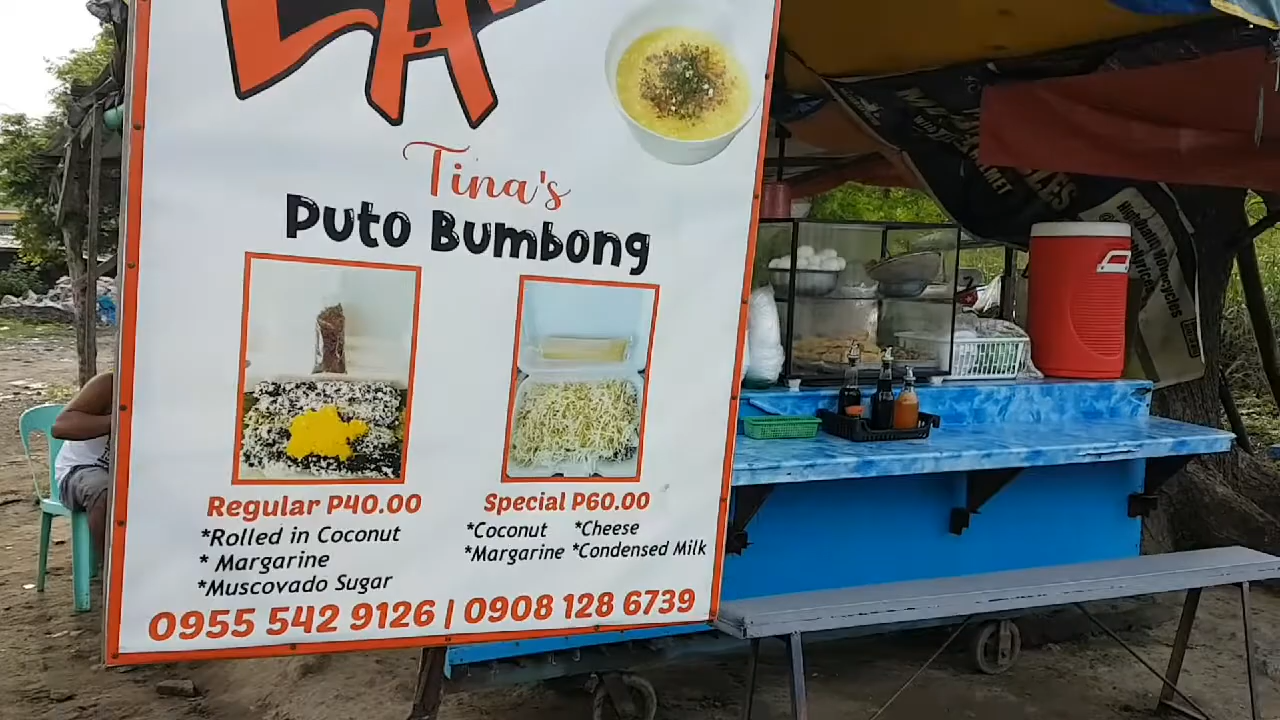 Tina's
Puto Bumbong
Regular P40.00
*Rolled in Coconut
* Margarine
*Muscovado Sugar
Special P60.00
*Coconut *Cheese
*Margarine *Condensed Milk
0955 542 9126 | 0908 128 6739